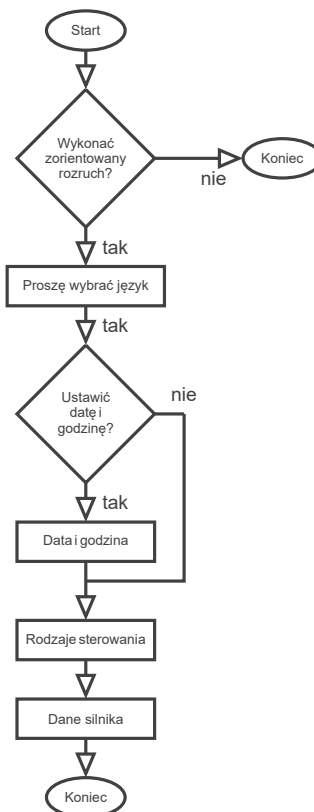 Start
Wykonać
zorientowany
rozruch?
Koniec
nie
tak
Proszę wybrać język
tak
Ustawić
datę i
godzinę?
nie
tak
Data i godzina
Rodzaje sterowania
Dane silnika
Koniec